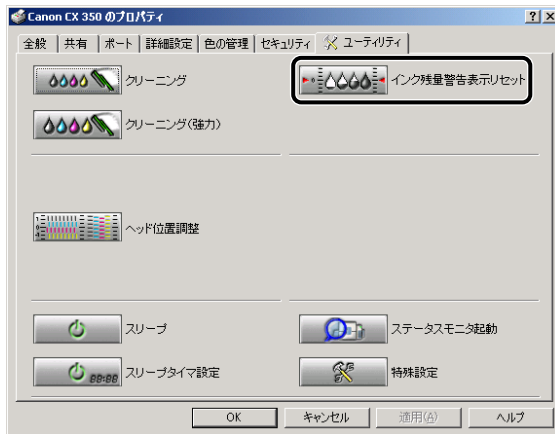 Canon CX 350 のプロパティ
全般 共有 ポート 詳細設定 色の管理 セキュリティ ユーティリティ
クリーニング インク残量警告表示リセット
クリーニング(強力)
ヘッド位置調整
スリープ ステータスモニタ起動
スリープタイマ設定 特殊設定
OK キャンセル 適用(A) ヘルプ